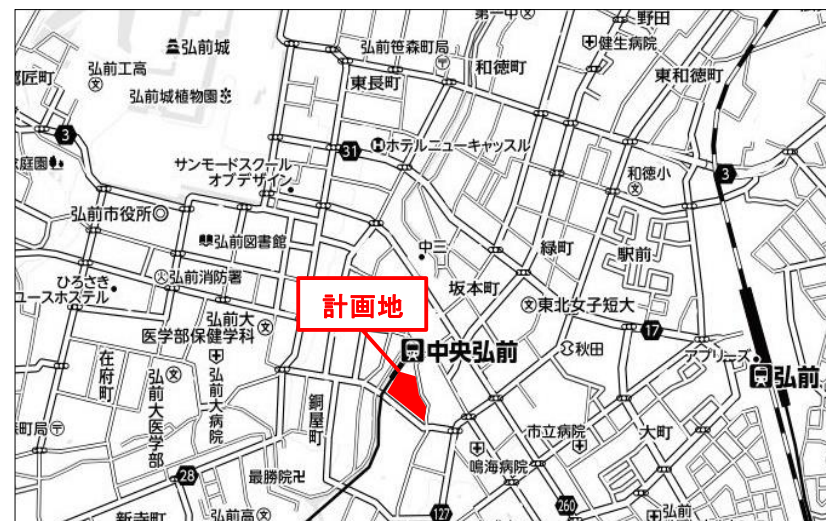 第一中
野田
弘前城
弘前笹森町局
健生病院
弘前工高
和徳町
東和徳町
鷹匠町
弘前城植物園
東長町
3
31
ホテルニューキャッスル
庭園
サンモードスクール
オブデザイン
和徳小
3
弘前市役所
弘前図書館
中三
緑町
駅前
ひろさき
ユースホステル
弘前消防署
坂本町
計画地
東北女子短大
弘前大
医学部保健学科
17
中央弘前
秋田
アプリーズ
在府町
弘前大医学部
弘前大病院
弘前
銅屋町
町局
市立病院
大町
鳴海病院
28
最勝院
新寺町
弘前高
127
260
弘前